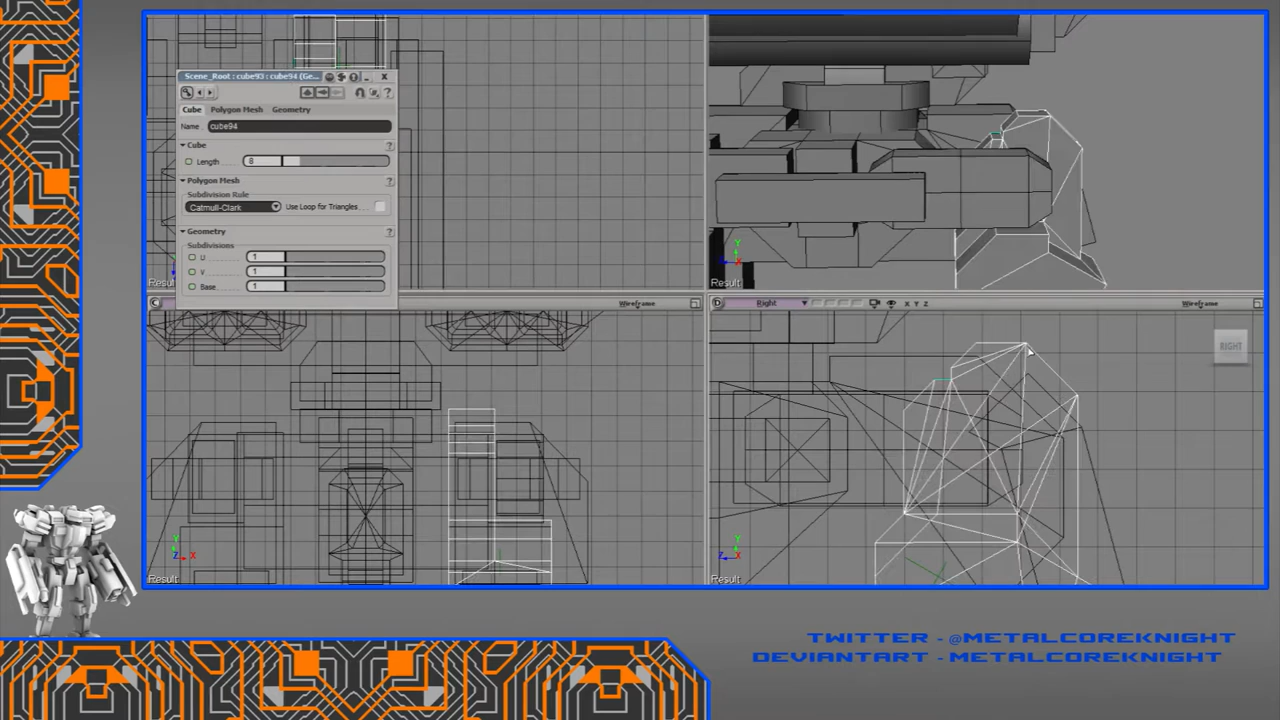 Scene_Root : cube93 : cube94 (Ge...
Cube Polygon Mesh Geometry
Name cube94
Cube
Length 8
Polygon Mesh
Subdivision Rule
Catmull-Clark Use Loop for Triangles
Geometry
Subdivisions
U 1
V 1
Base 1
Result
Y
Z X
Result
C Wireframe
D Right X Y Z Wireframe
RIGHT
Y
Z X
Result
Y
Z X
Result
TWITTER - @METALCOREKNIGHT
DEVIANTART - METALCOREKNIGHT